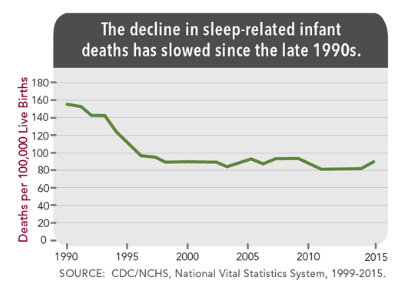 The decline in sleep-related infant
deaths has slowed since the late 1990s.
Deaths per 100,000 Live Births
180
160
140
120
100
80
60
40
20
0
1990 1995 2000 2005 2010 2015
SOURCE: CDC/NCHS, National Vital Statistics System, 1999-2015.